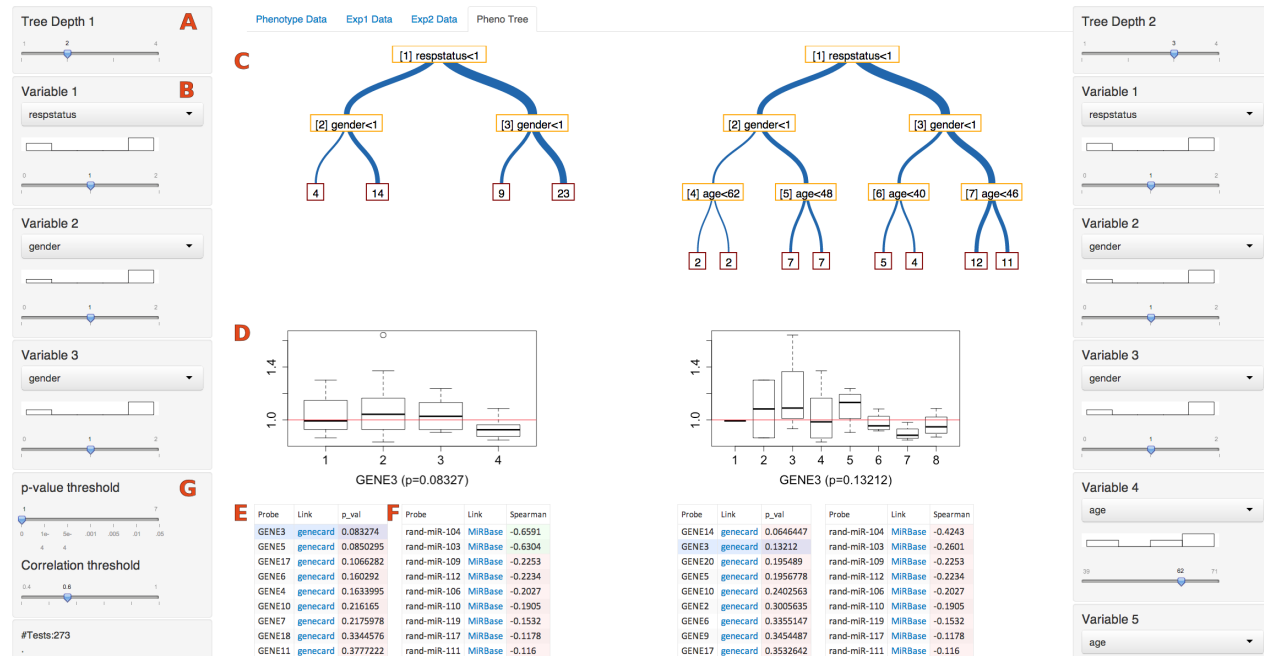 Tree Depth 1 A
1 2 4
Variable 1 B
respstatus
0 1 2
Variable 2
gender
0 1 2
Variable 3
gender
0 1 2
p-value threshold G
1 7
0 1e- 5e- .001 .005 .01 .05
4 4
Correlation threshold
0.4 0.6 1
#Tests:273
Phenotype Data Exp1 Data Exp2 Data Pheno Tree
C
[1] respstatus<1
[2] gender<1 [3] gender<1
4 14 9 23
[1] respstatus<1
[2] gender<1 [3] gender<1
[4] age<62 [5] age<48 [6] age<40 [7] age<46
2 2 7 7 5 4 12 11
D
1.4
1.0
1 2 3 4
GENE3 (p=0.08327)
1.4
1.0
1 2 3 4 5 6 7 8
GENE3 (p=0.13212)
E Probe Link p_val F Probe Link Spearman
GENE3 genecard 0.083274 rand-miR-104 MiRBase -0.6591
GENE5 genecard 0.0850295 rand-miR-103 MiRBase -0.6304
GENE17 genecard 0.1066282 rand-miR-109 MiRBase -0.2253
GENE6 genecard 0.160292 rand-miR-112 MiRBase -0.2234
GENE4 genecard 0.1633995 rand-miR-106 MiRBase -0.2027
GENE10 genecard 0.216165 rand-miR-110 MiRBase -0.1905
GENE7 genecard 0.2175978 rand-miR-119 MiRBase -0.1532
GENE18 genecard 0.3344576 rand-miR-117 MiRBase -0.1178
GENE11 genecard 0.3777222 rand-miR-111 MiRBase -0.116
Probe Link p_val Probe Link Spearman
GENE14 genecard 0.0646447 rand-miR-104 MiRBase -0.4243
GENE3 genecard 0.13212 rand-miR-103 MiRBase -0.2601
GENE20 genecard 0.195489 rand-miR-109 MiRBase -0.2253
GENE5 genecard 0.1956778 rand-miR-112 MiRBase -0.2234
GENE10 genecard 0.2402563 rand-miR-106 MiRBase -0.2027
GENE2 genecard 0.3005635 rand-miR-110 MiRBase -0.1905
GENE6 genecard 0.3355147 rand-miR-119 MiRBase -0.1532
GENE9 genecard 0.3454487 rand-miR-117 MiRBase -0.1178
GENE17 genecard 0.3532642 rand-miR-111 MiRBase -0.116
Tree Depth 2
1 3 4
Variable 1
respstatus
0 1 2
Variable 2
gender
0 1 2
Variable 3
gender
0 1 2
Variable 4
age
39 62 71
Variable 5
age